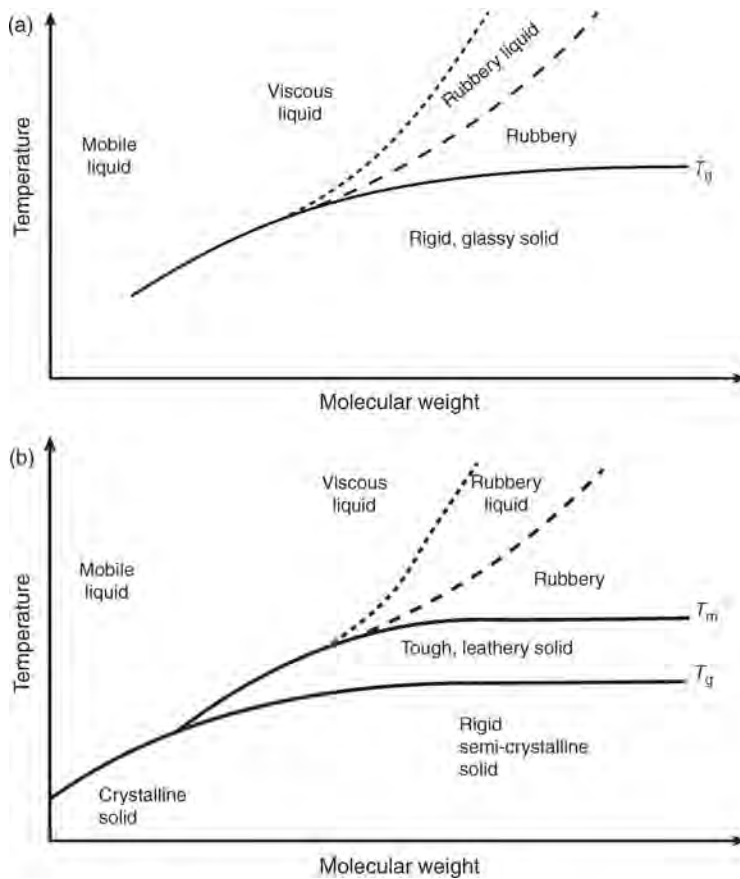 (a)
Temperature
Mobile
liquid
Viscous
liquid
Rubbery liquid
Rubbery
Tg
Rigid, glassy solid
Molecular weight
(b)
Temperature
Mobile
liquid
Viscous
liquid
Rubbery
liquid
Rubbery
Tm
Tough, leathery solid
Tg
Rigid
semi-crystalline
solid
Crystalline
solid
Molecular weight